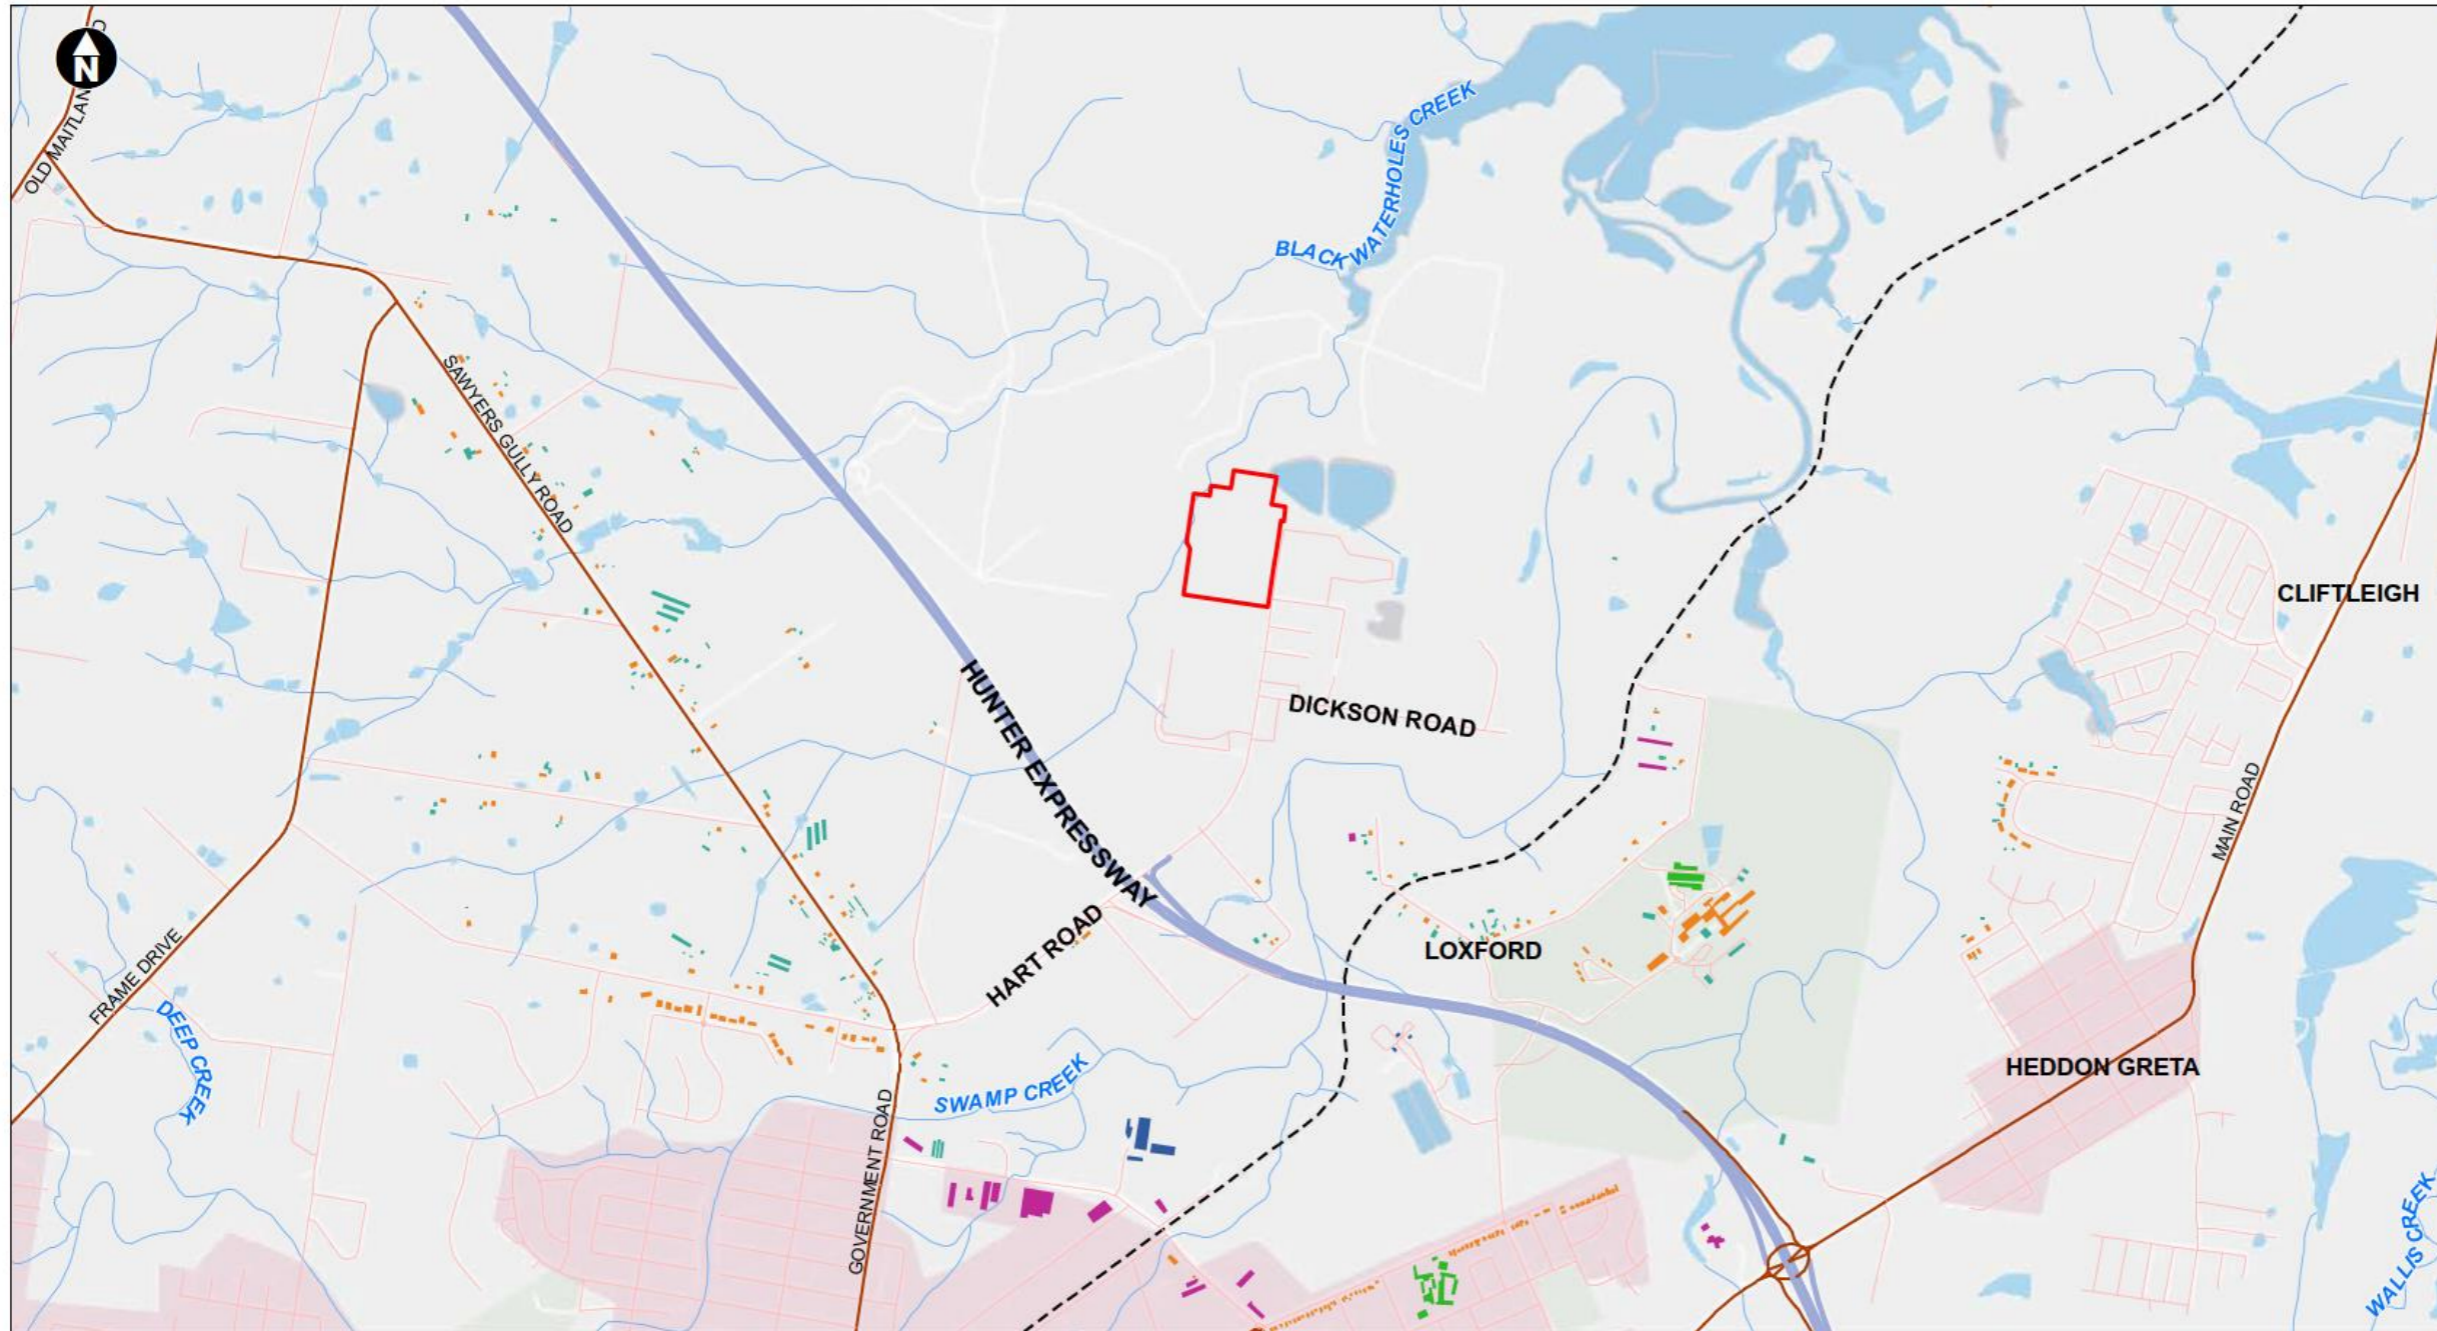 N
OLD MAITLAND
BLACK WATERHOLES CREEK
SAWYERS GULLY ROAD
CLIFTLEIGH
HUNTER EXPRESSWAY
DICKSON ROAD
MAIN ROAD
HART ROAD
LOXFORD
FRAME DRIVE
DEEP CREEK
SWAMP CREEK
HEDDON GRETA
GOVERNMENT ROAD
WALLIS CREEK